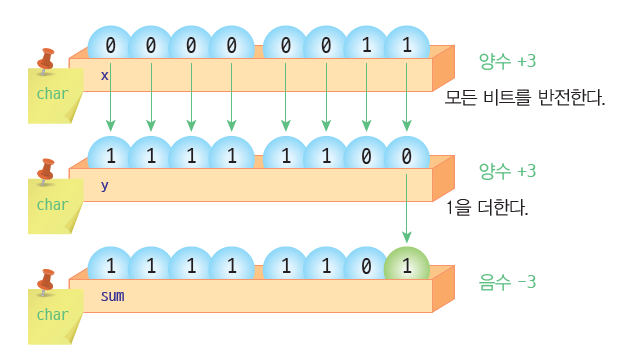 0 0 0 0 0 0 1 1
양수 +3
char
x
모든 비트를 반전한다.
1 1 1 1 1 1 0 0
양수 +3
char
y
1을 더한다.
1 1 1 1 1 1 0 1
음수 -3
char
sum